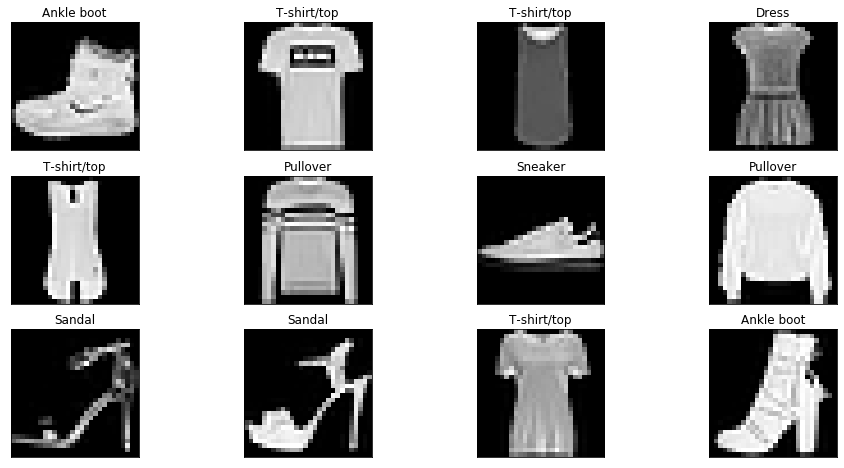 Ankle boot T-shirt/top T-shirt/top Dress
T-shirt/top Pullover Sneaker Pullover
Sandal Sandal T-shirt/top Ankle boot